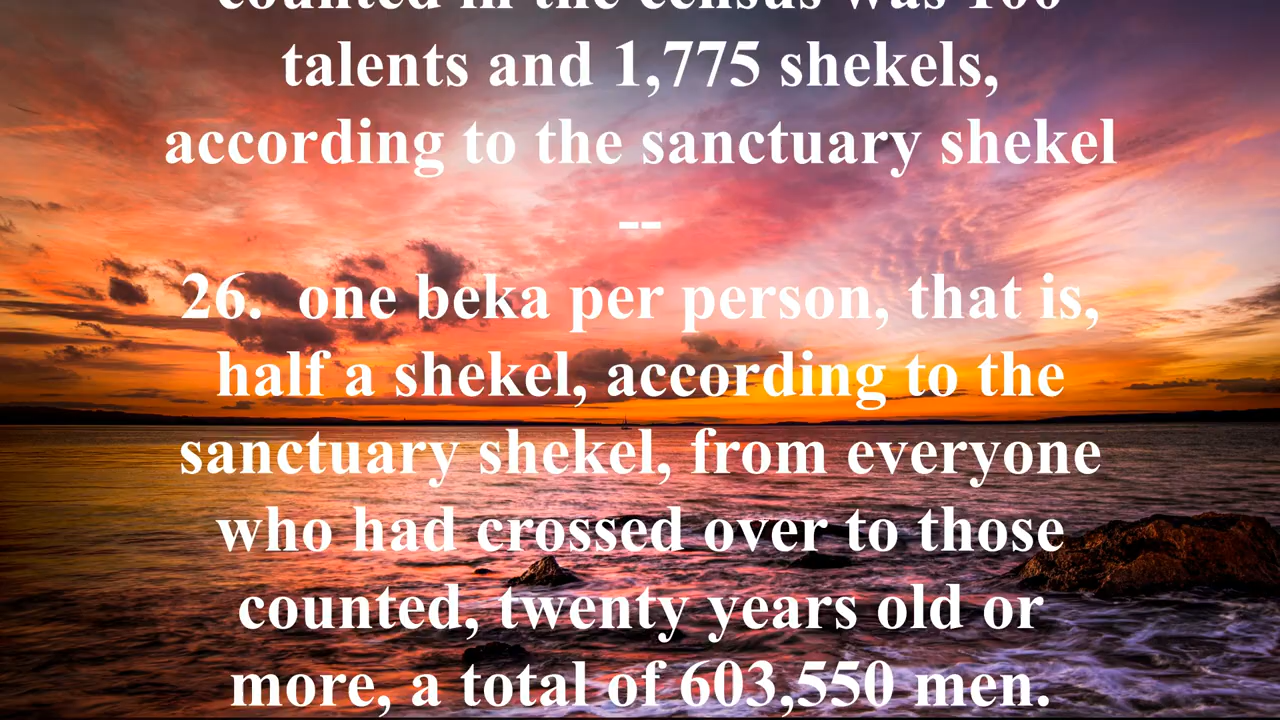 counted in the census was 100
talents and 1,775 shekels,
according to the sanctuary shekel
--
26. one beka per person, that is,
half a shekel, according to the
sanctuary shekel, from everyone
who had crossed over to those
counted, twenty years old or
more, a total of 603,550 men.